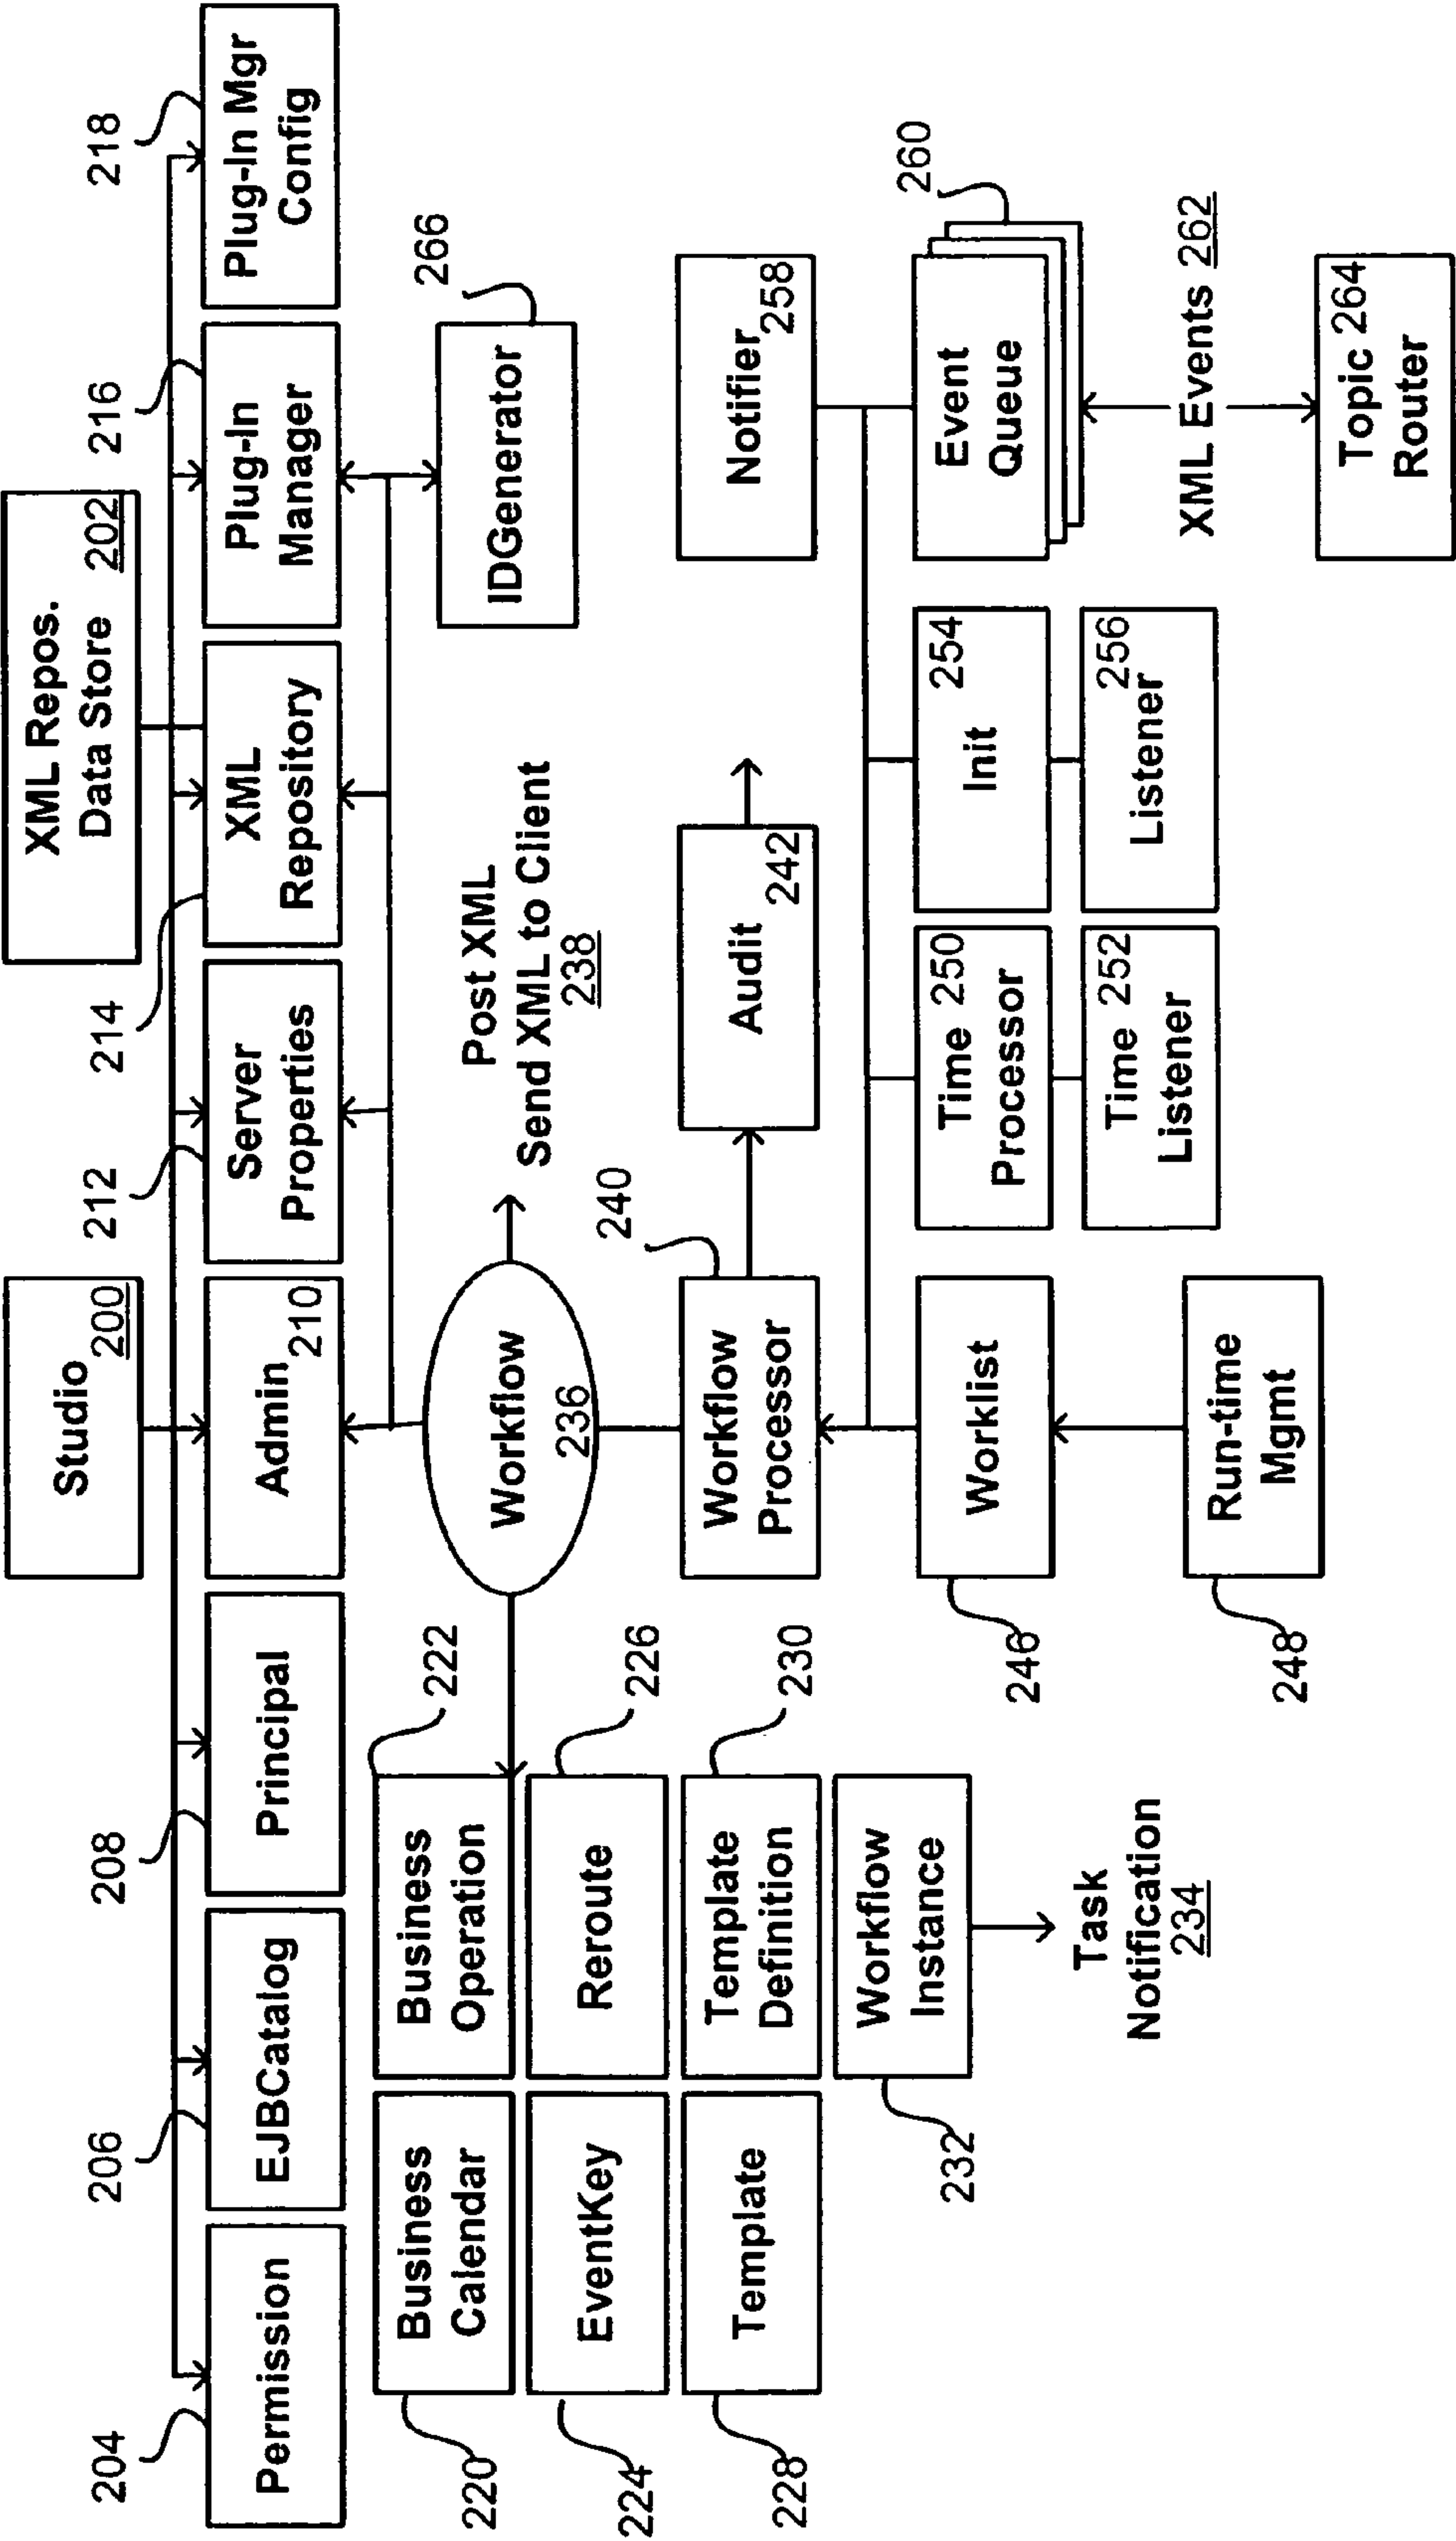 Studio
200
XML Repos.
Data Store 202
204
206
208
212
214
216
218
Permission
EJBCatalog
Principal
Admin
210
Server
Properties
XML
Repository
Plug-In
Manager
Plug-In Mgr
Config
220
Business
Calendar
Business
Operation
222
Workflow
236
Post XML
Send XML to Client
238
IDGenerator
266
224
EventKey
Reroute
226
228
Template
Template
Definition
230
Workflow
Processor
240
Audit
242
Notifier
258
232
Workflow
Instance
Task
Notification
234
246
Worklist
Time 250
Processor
Init
254
Event
Queue
260
Time 252
Listener
Listener
256
XML Events 262
248
Run-time
Mgmt
Topic 264
Router